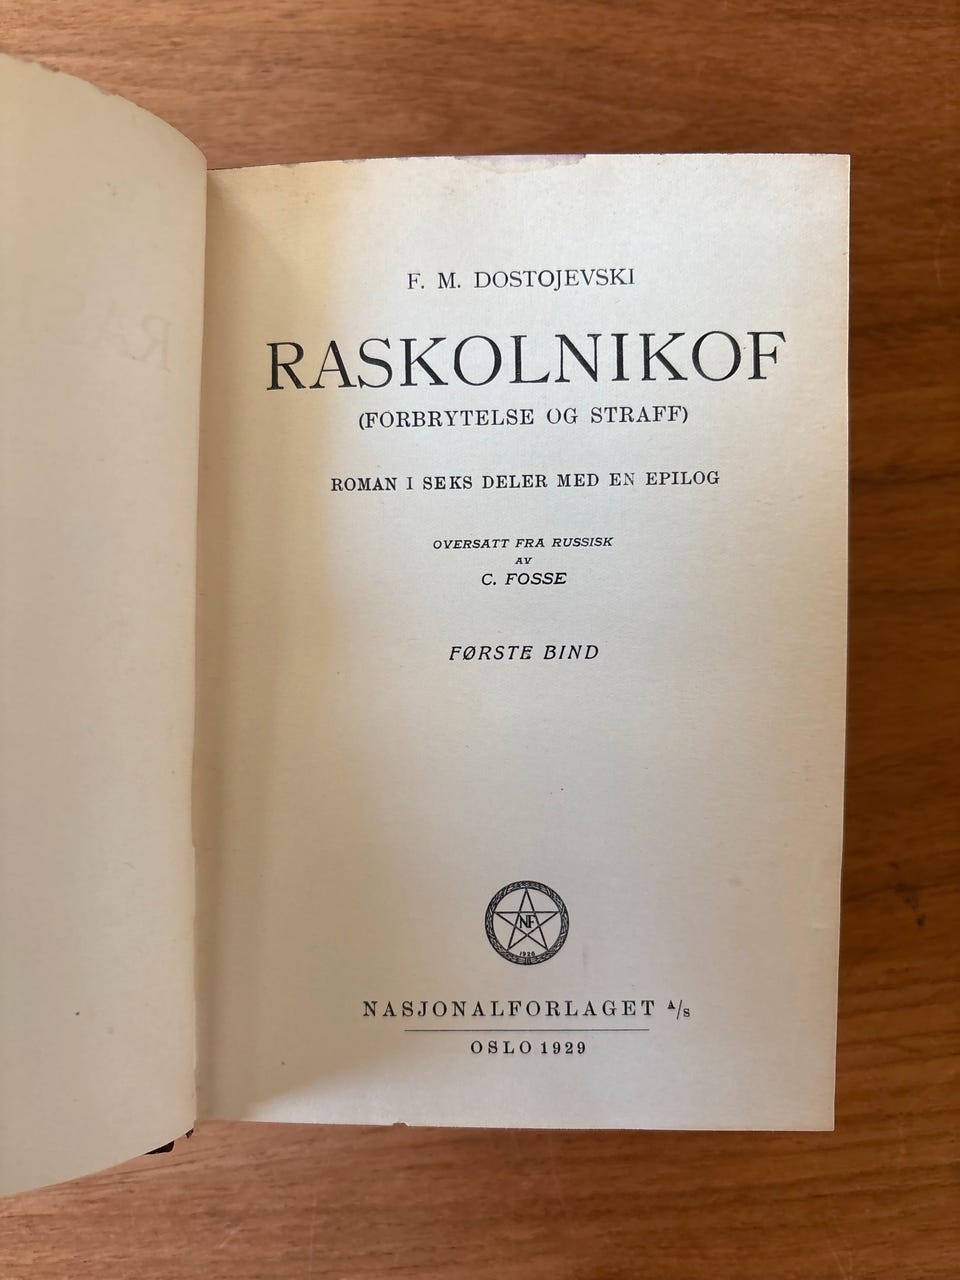 F. M. DOSTOJEVSKI
RASKOLNIKOF
(FORBRYTELSE OG STRAFF)
ROMAN I SEKS DELER MED EN EPILOG
OVERSATT FRA RUSSISK
AV
C. FOSSE
FØRSTE BIND
NF
NASJONALFORLAGET A/S
OSLO 1929